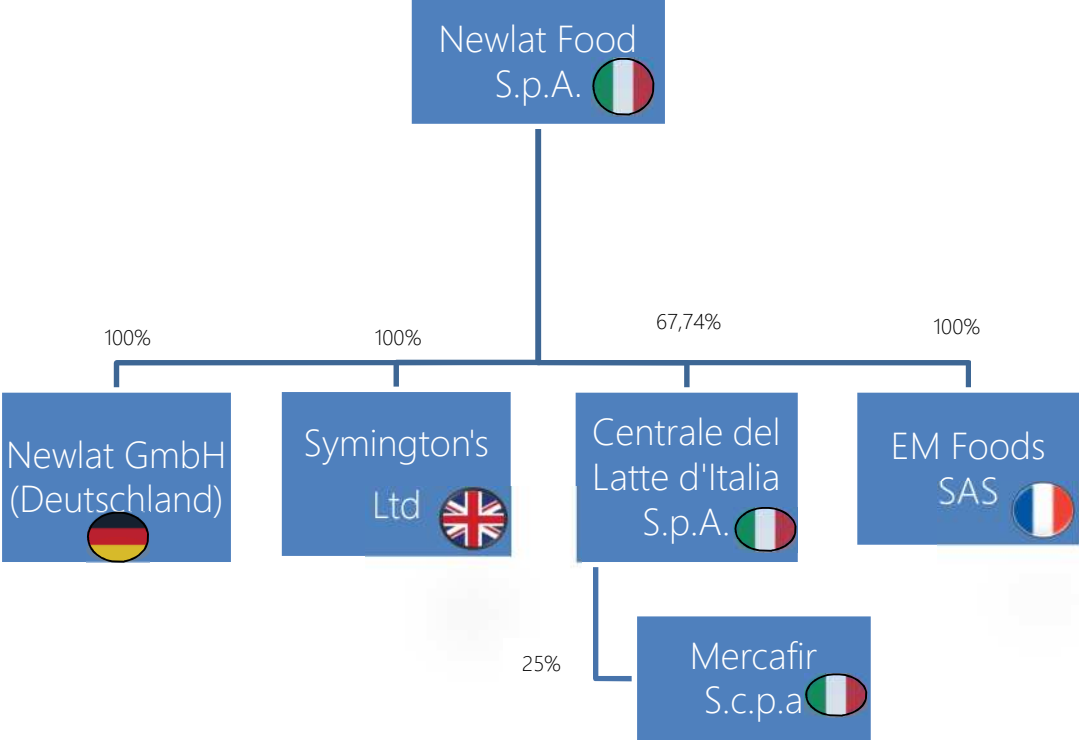 Newlat Food
S.p.A.
100%
100%
67,74%
100%
Newlat GmbH
(Deutschland)
Symington's
Ltd
Centrale del
Latte d'Italia
S.p.A.
EM Foods
SAS
25%
Mercafir
S.c.p.a